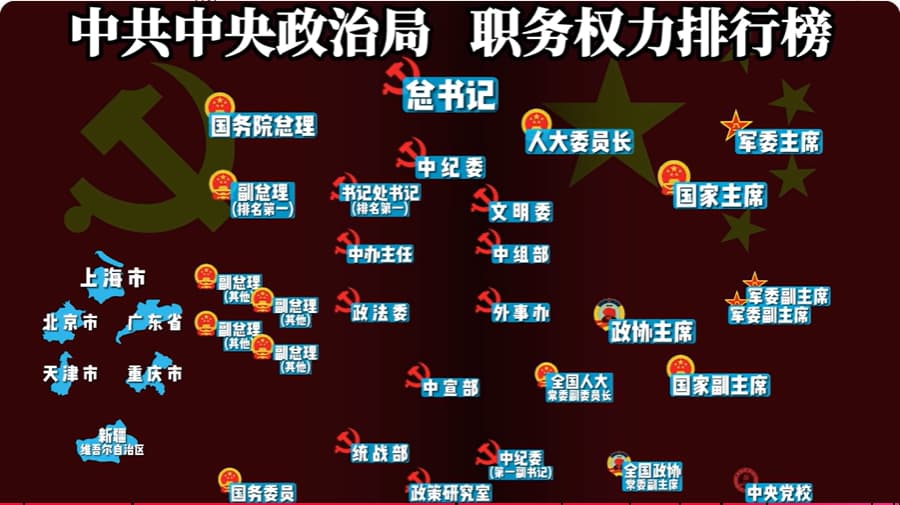 中共中央政治局 职务权力排行榜
总书记
国务院总理
人大委员长
军委主席
中纪委
国家主席
副总理
(排名第一)
书记处书记
(排名第一)
文明委
中办主任
中组部
上海市
副总理
(其他
副总理
(其他)
军委副主席
军委副主席
北京市
广东省
政法委
外事办
副总理
(其他
副总理
(其他)
政协主席
天津市
重庆市
中宣部
全国人大
常委副委员长
国家副主席
新疆
维吾尔自治区
统战部
中纪委
(第一副书记)
全国政协
常委副主席
国务委员
政策研究室
中央党校